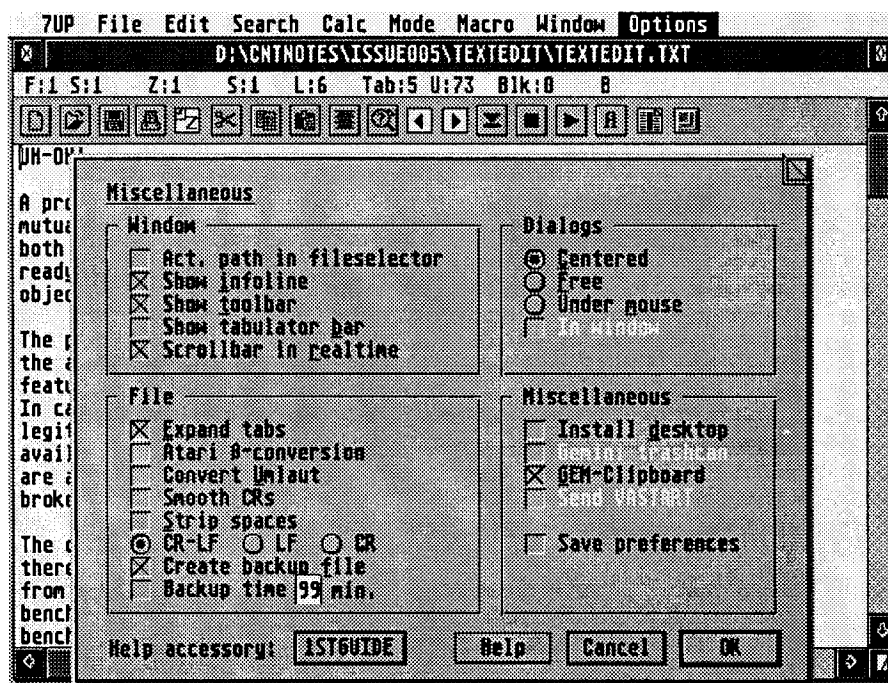 7UP File Edit Search Calc Mode Macro Window Options
D:\CNTNOTES\ISSUE005\TEXTEDIT\TEXTEDIT.TXT
F:1 S:1 Z:1 S:1 L:6 Tab:5 U:73 Blk:0 B
A pro
mutua
both
ready
objec
The p
the a
featu
In ca
legit
avail
are a
broke
The c
there
from
bench
bench
Miscellaneous
Window
Act. path in fileselector
Show infoline
Show toolbar
Show tabulator bar
Scrollbar in realtime
Dialogs
Centered
Free
Under mouse
In window
File
Expand tabs
Atari ß-conversion
Convert Umlaut
Smooth CRs
Strip spaces
CR-LF LF CR
Create backup file
Backup time 99 min.
Miscellaneous
Install desktop
Gemini trashcan
GEM-Clipboard
Send VASTART
Save preferences
Help accessory: 1STGUIDE Help Cancel OK